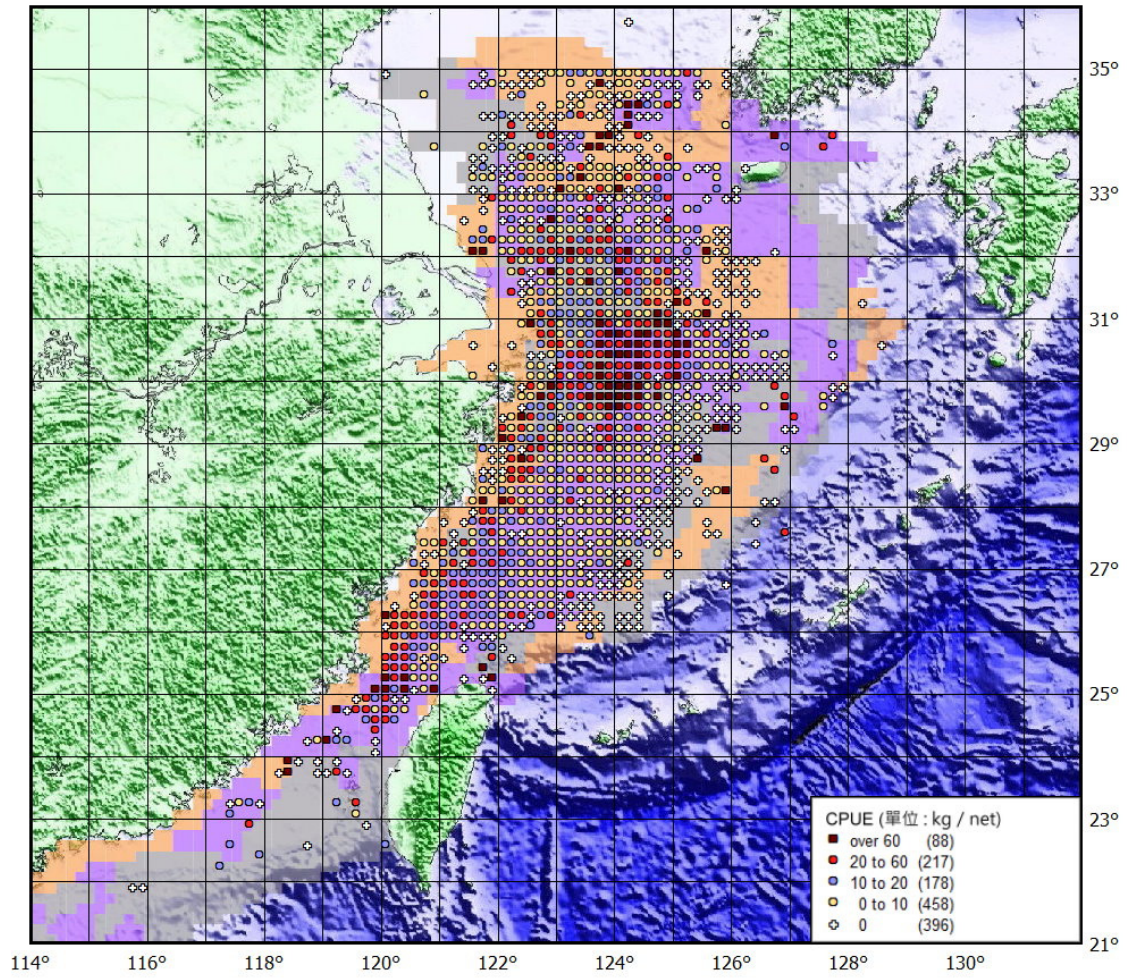 35°
33°
31°
29°
27°
25°
23°
21°
CPUE (單位 : kg / net)
over 60 (88)
20 to 60 (217)
10 to 20 (178)
0 to 10 (458)
0 (396)
114° 116° 118° 120° 122° 124° 126° 128° 130°